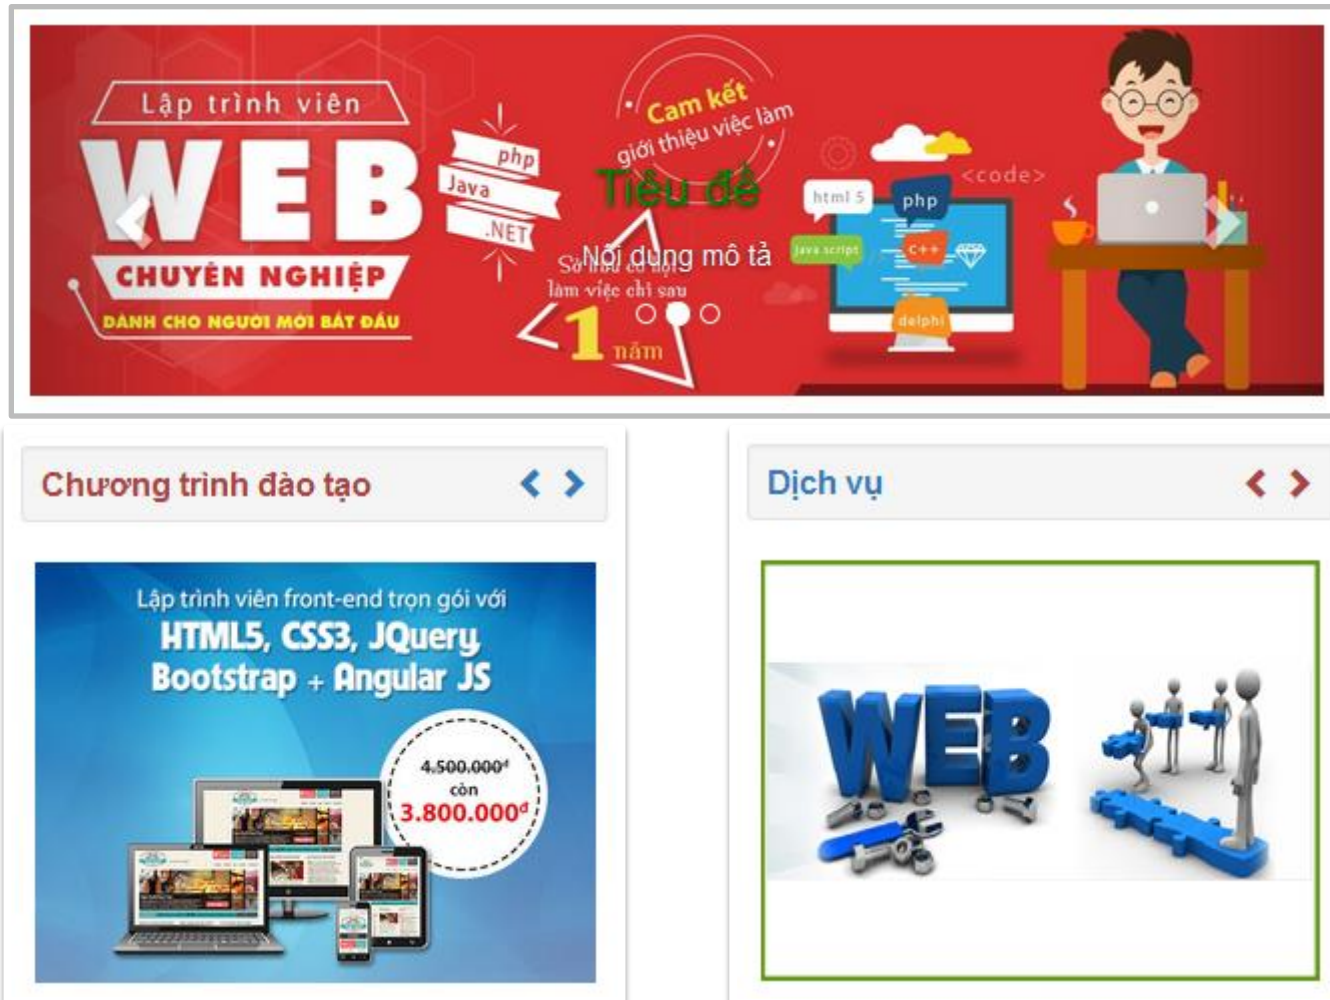 Lập trình viên
WEB
CHUYÊN NGHIỆP
DÀNH CHO NGƯỜI MỚI BẮT ĐẦU
php
Java
.NET
Cam kết
giới thiệu việc làm
Tiêu đề
Nội dung mô tả
làm việc chỉ sau
1 năm
html 5
php
<code>
java script
C++
delphi
Chương trình đào tạo
Dịch vụ
Lập trình viên front-end trọn gói với
HTML5, CSS3, JQuery,
Bootstrap + Angular JS
4.500.000đ
còn
3.800.000đ
WEB